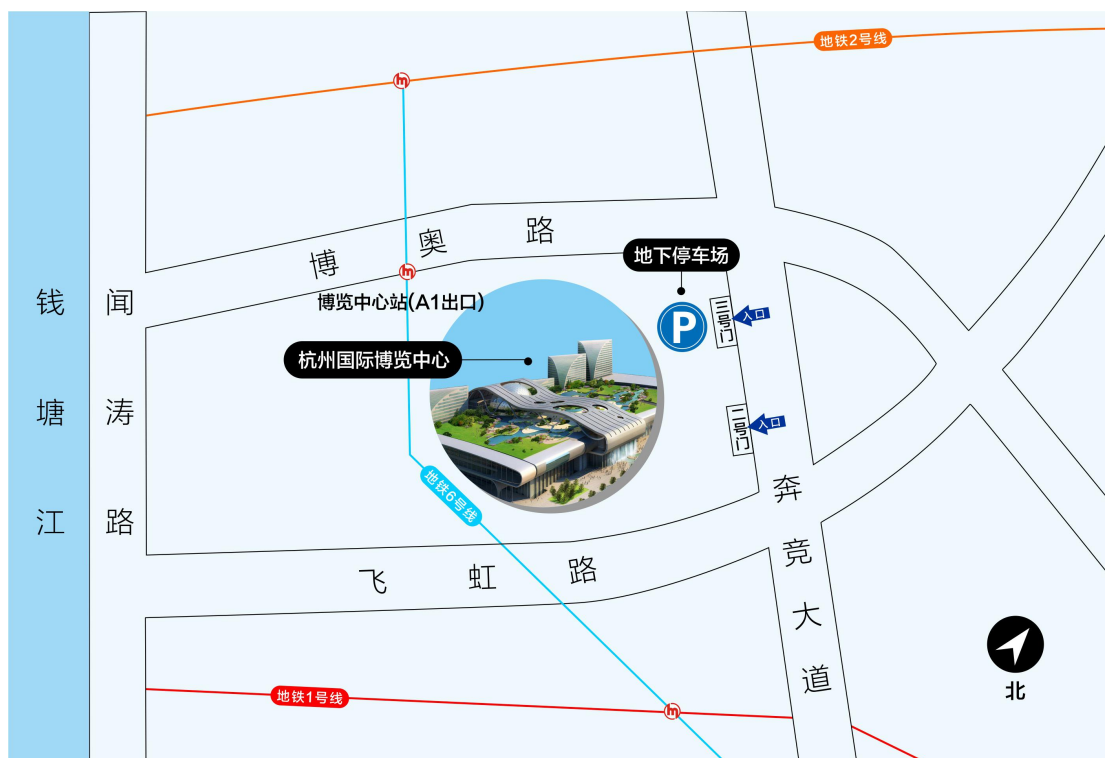 地铁2号线
博奥路
地下停车场
钱塘江
闻涛路
博览中心站(A1出口)
三号门
入口
P
杭州国际博览中心
二号门
入口
地铁6号线
奔竞大道
飞虹路
地铁1号线
北